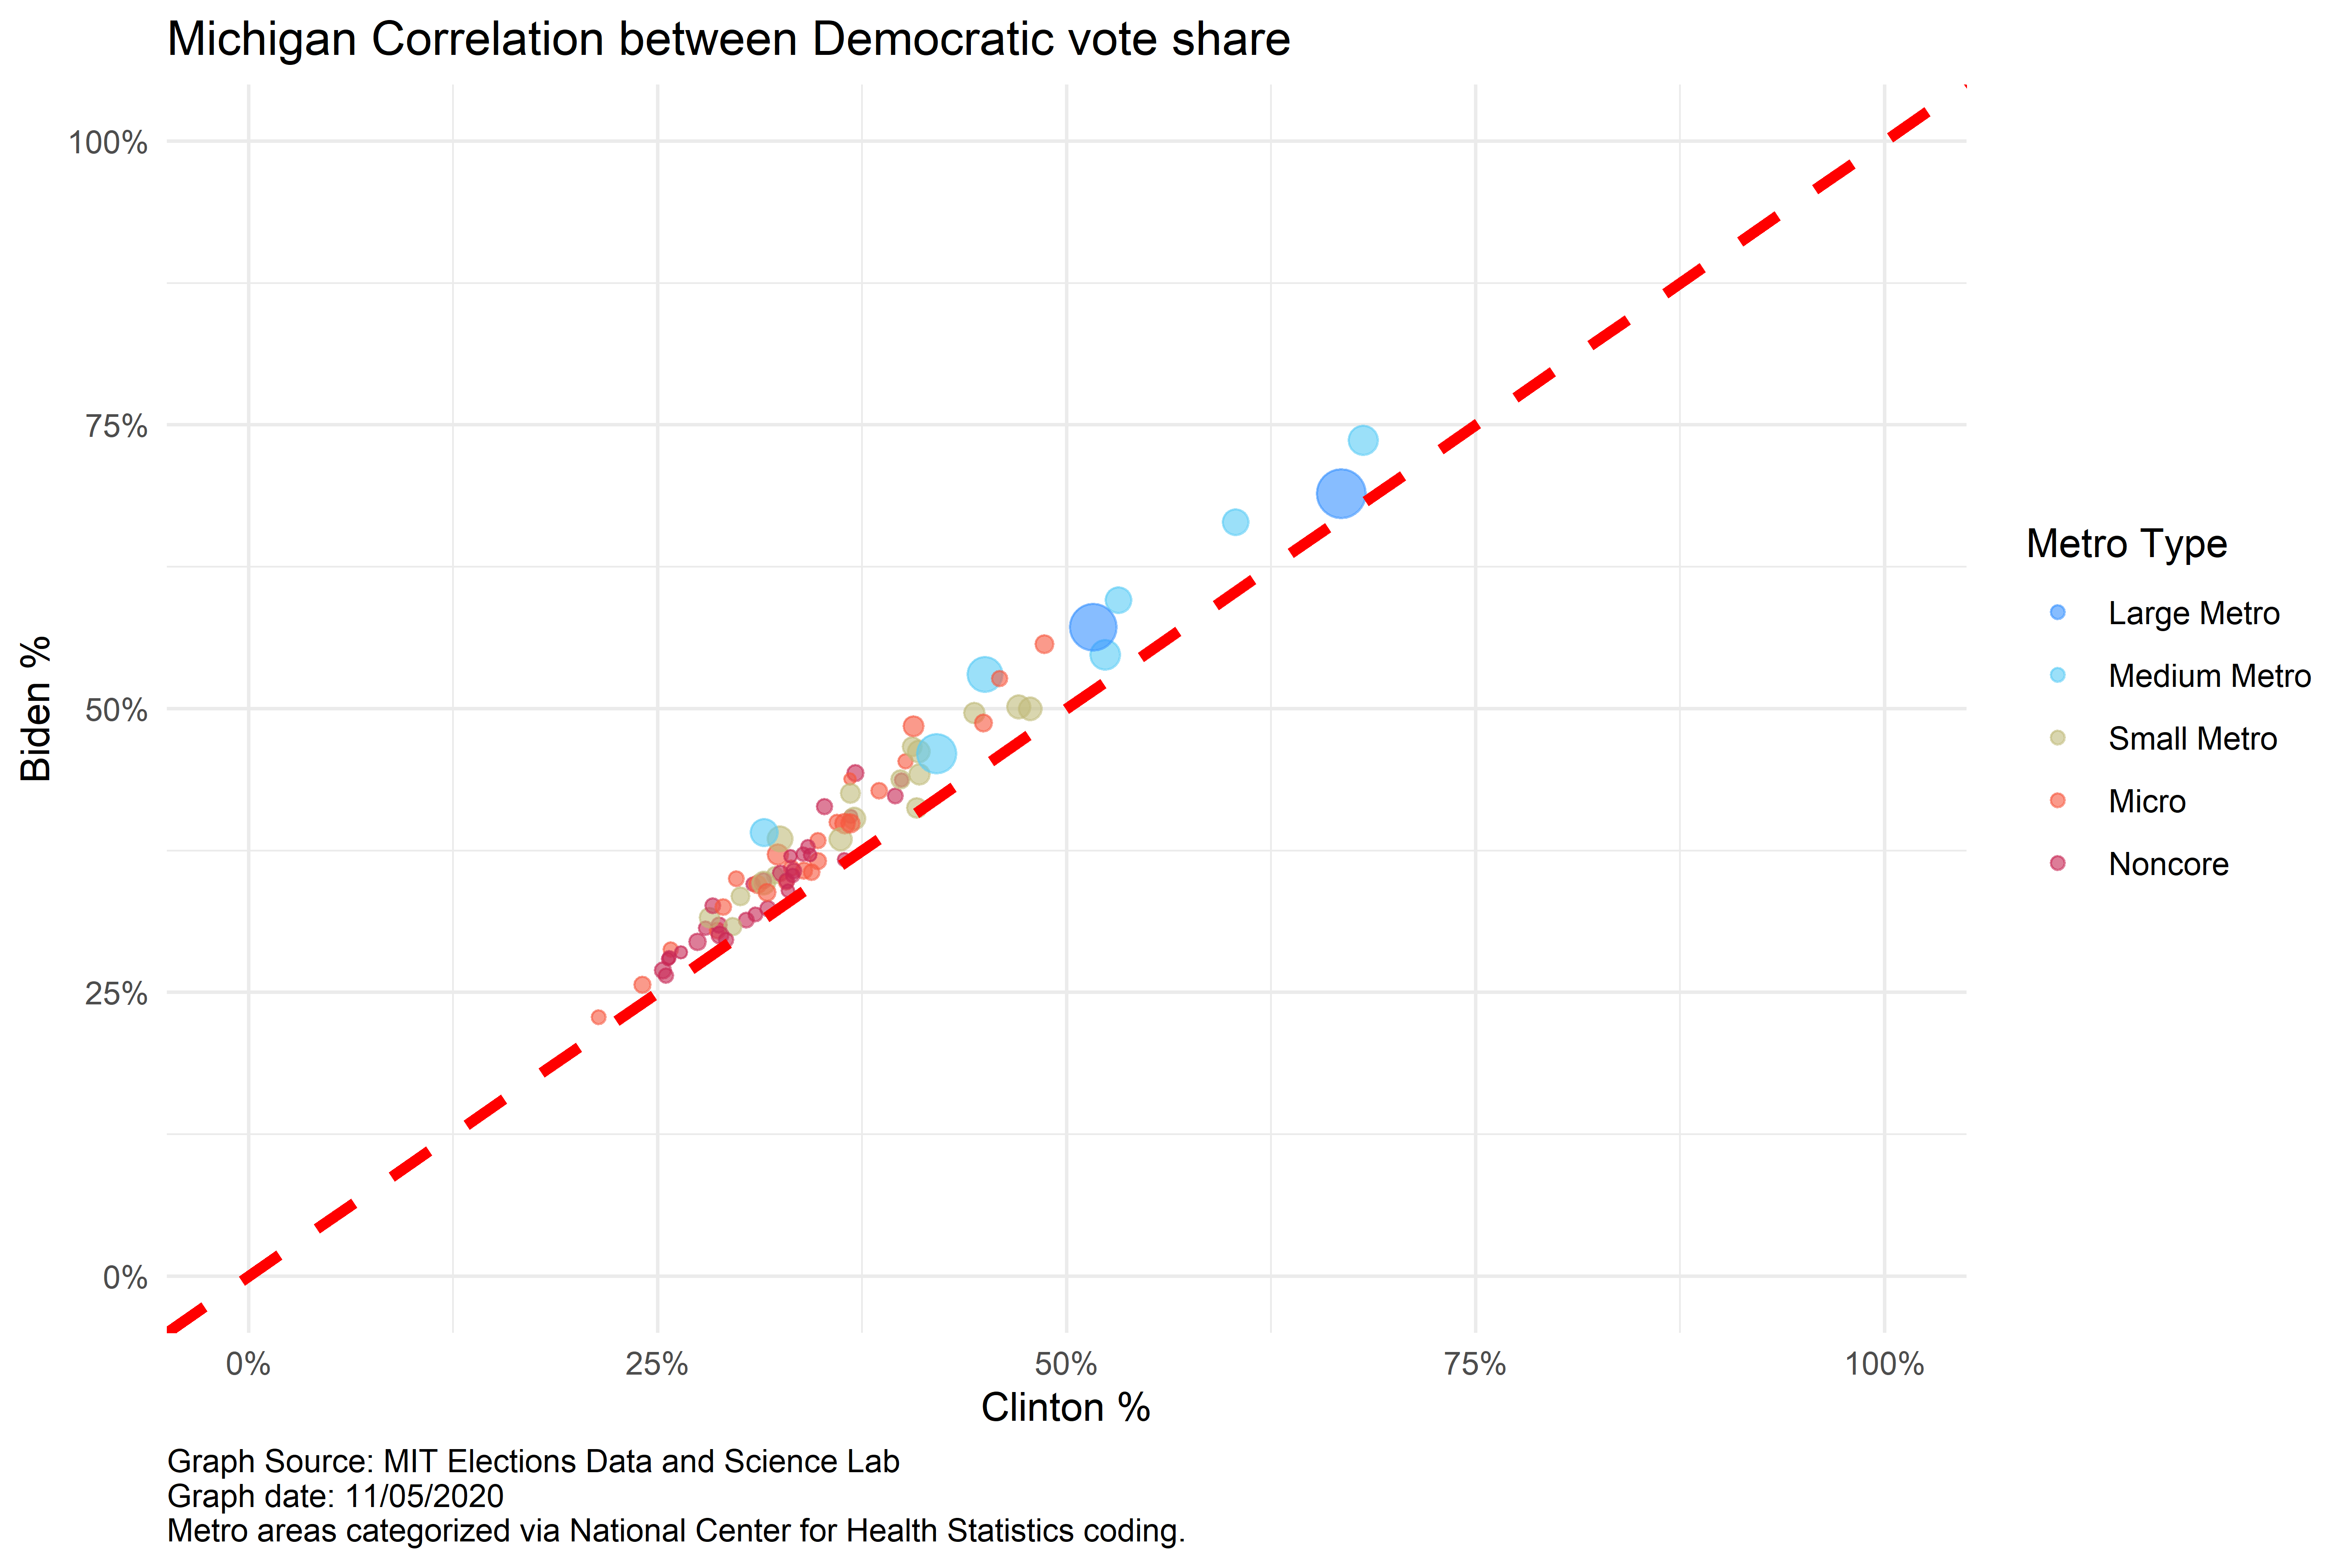 Michigan Correlation between Democratic vote share
100%
75%
50%
25%
0%
Biden %
0% 25% 50% 75% 100%
Clinton %
Metro Type
Large Metro
Medium Metro
Small Metro
Micro
Noncore
Graph Source: MIT Elections Data and Science Lab
Graph date: 11/05/2020
Metro areas categorized via National Center for Health Statistics coding.